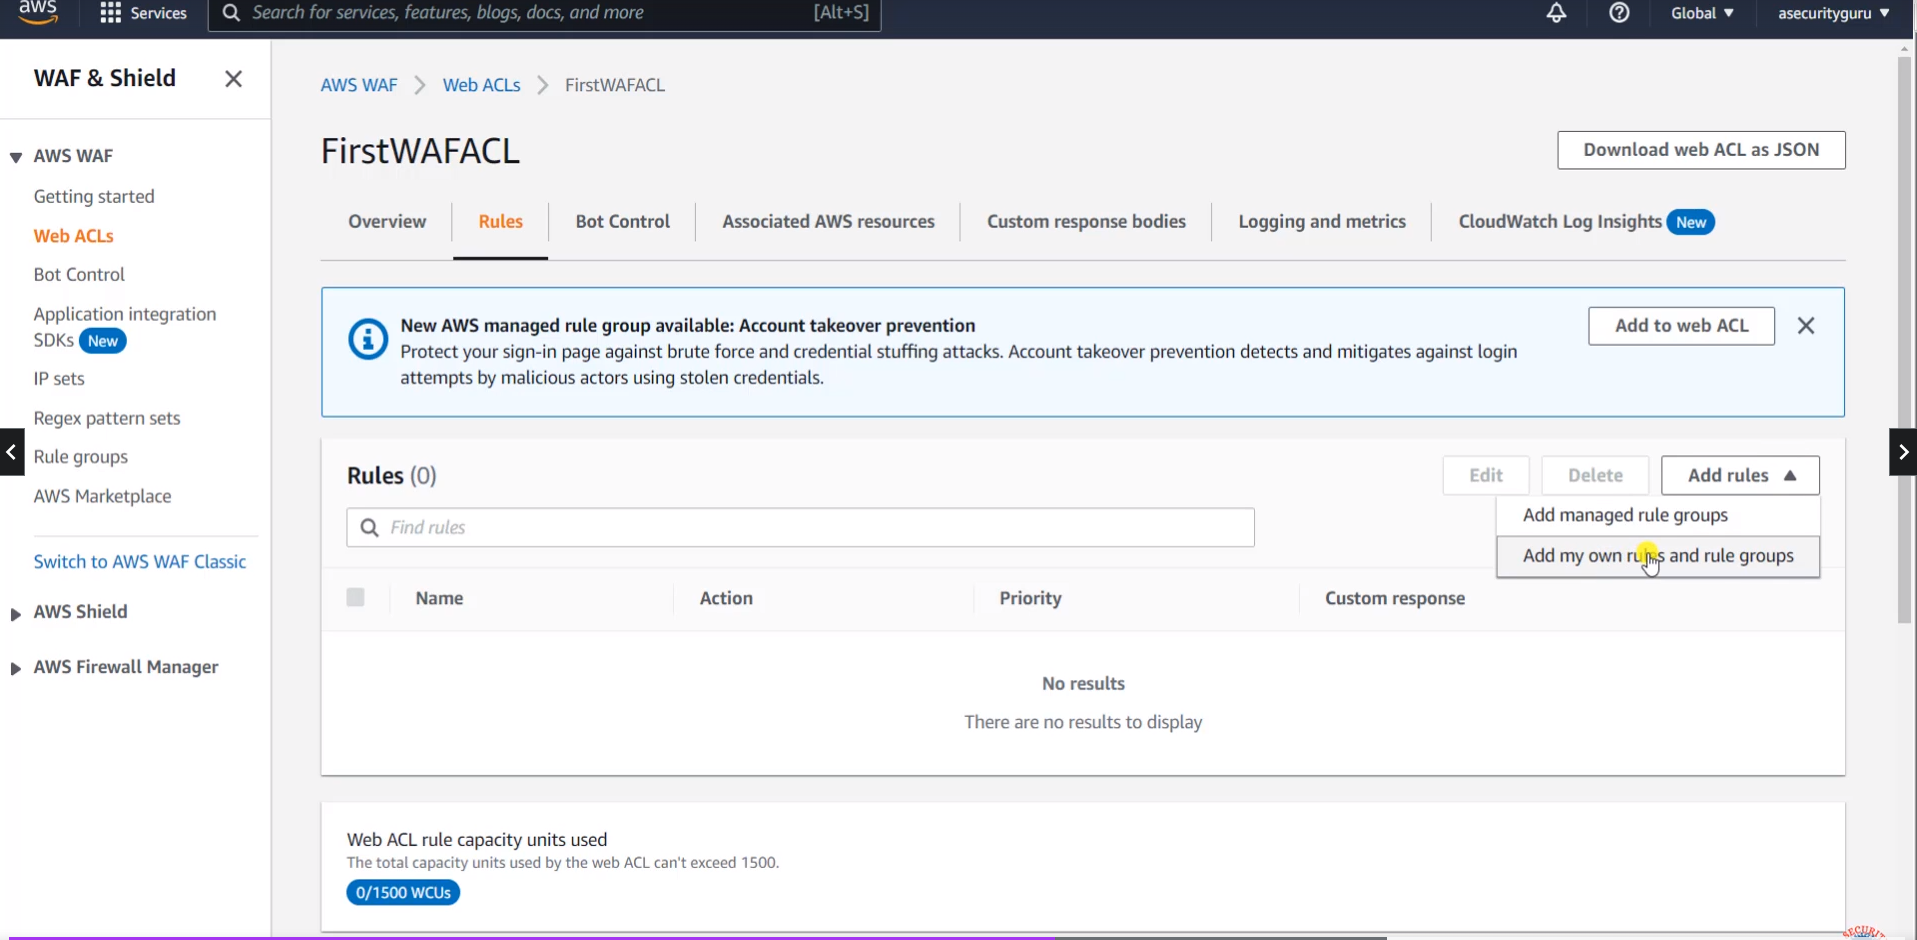 aws
Services
Search for services, features, blogs, docs, and more
[Alt+S]
Global
asecurityguru
WAF & Shield
AWS WAF
Getting started
Web ACLs
Bot Control
Application integration
SDKs New
IP sets
Regex pattern sets
Rule groups
AWS Marketplace
Switch to AWS WAF Classic
AWS Shield
AWS Firewall Manager
AWS WAF
Web ACLs
FirstWAFACL
FirstWAFACL
Download web ACL as JSON
Overview
Rules
Bot Control
Associated AWS resources
Custom response bodies
Logging and metrics
CloudWatch Log Insights New
New AWS managed rule group available: Account takeover prevention
Protect your sign-in page against brute force and credential stuffing attacks. Account takeover prevention detects and mitigates against login
attempts by malicious actors using stolen credentials.
Add to web ACL
Rules (0)
Edit
Delete
Add rules
Add managed rule groups
Add my own rules and rule groups
Find rules
Name
Action
Priority
Custom response
No results
There are no results to display
Web ACL rule capacity units used
The total capacity units used by the web ACL can't exceed 1500.
0/1500 WCUs